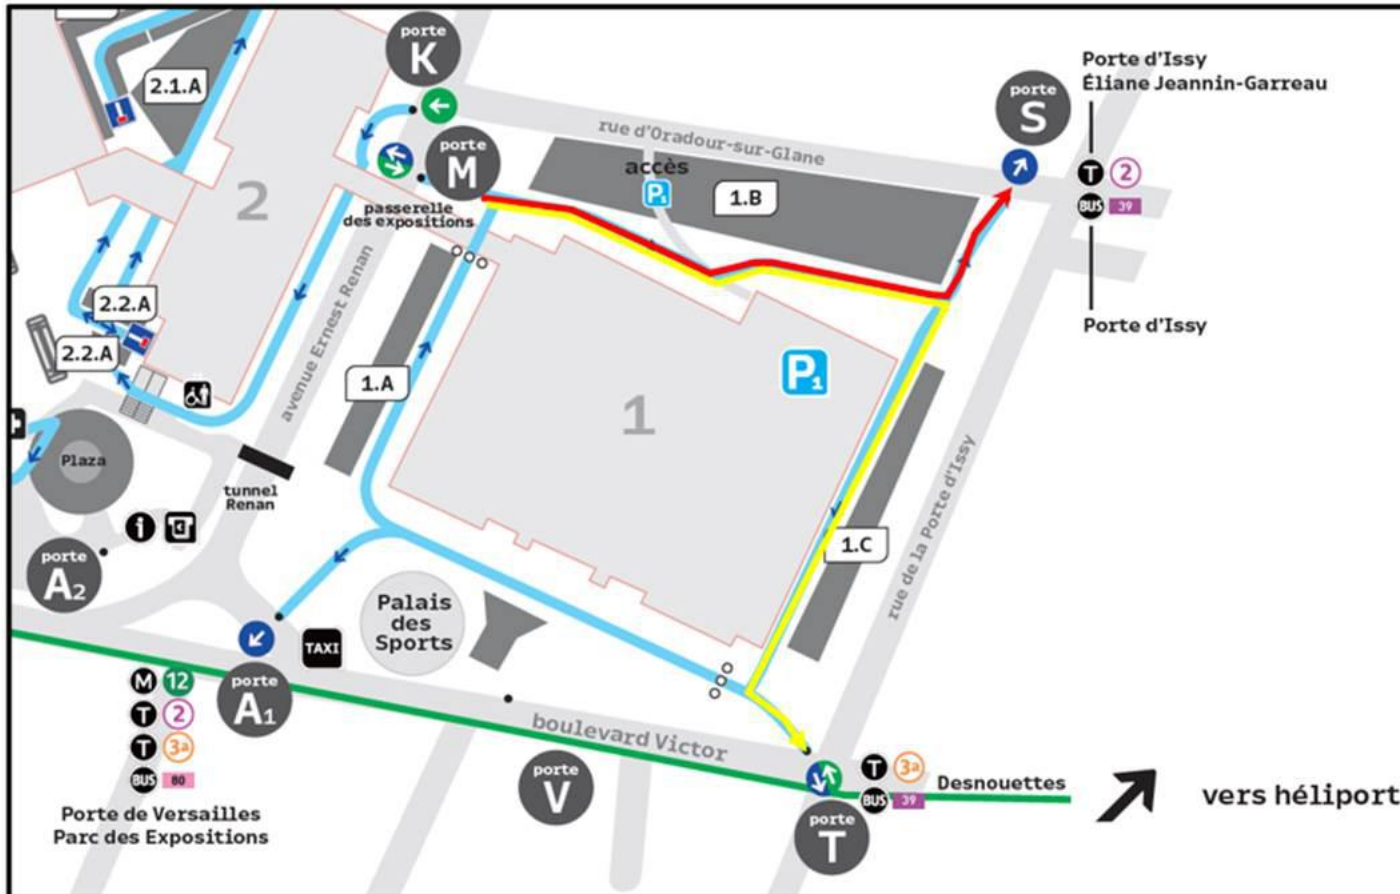 porte
K
2.1.A
Porte d'Issy
Éliane Jeannin-Garreau
porte
S
T 2
BUS 39
Porte d'Issy
rue d'Oradour-sur-Glane
porte
M
accès
P1
1.B
passerelle
des expositions
2
avenue Ernest Renan
2.2.A
2.2.A
1.A
1
P1
Plaza
tunnel
Renan
i
1.C
rue de la Porte d'Issy
porte
A2
Palais
des
Sports
TAXI
porte
A1
M 12
T 2
T 3a
BUS 80
Porte de Versailles
Parc des Expositions
boulevard Victor
porte
V
T 3a
BUS 39
Desnouettes
porte
T
vers héliport